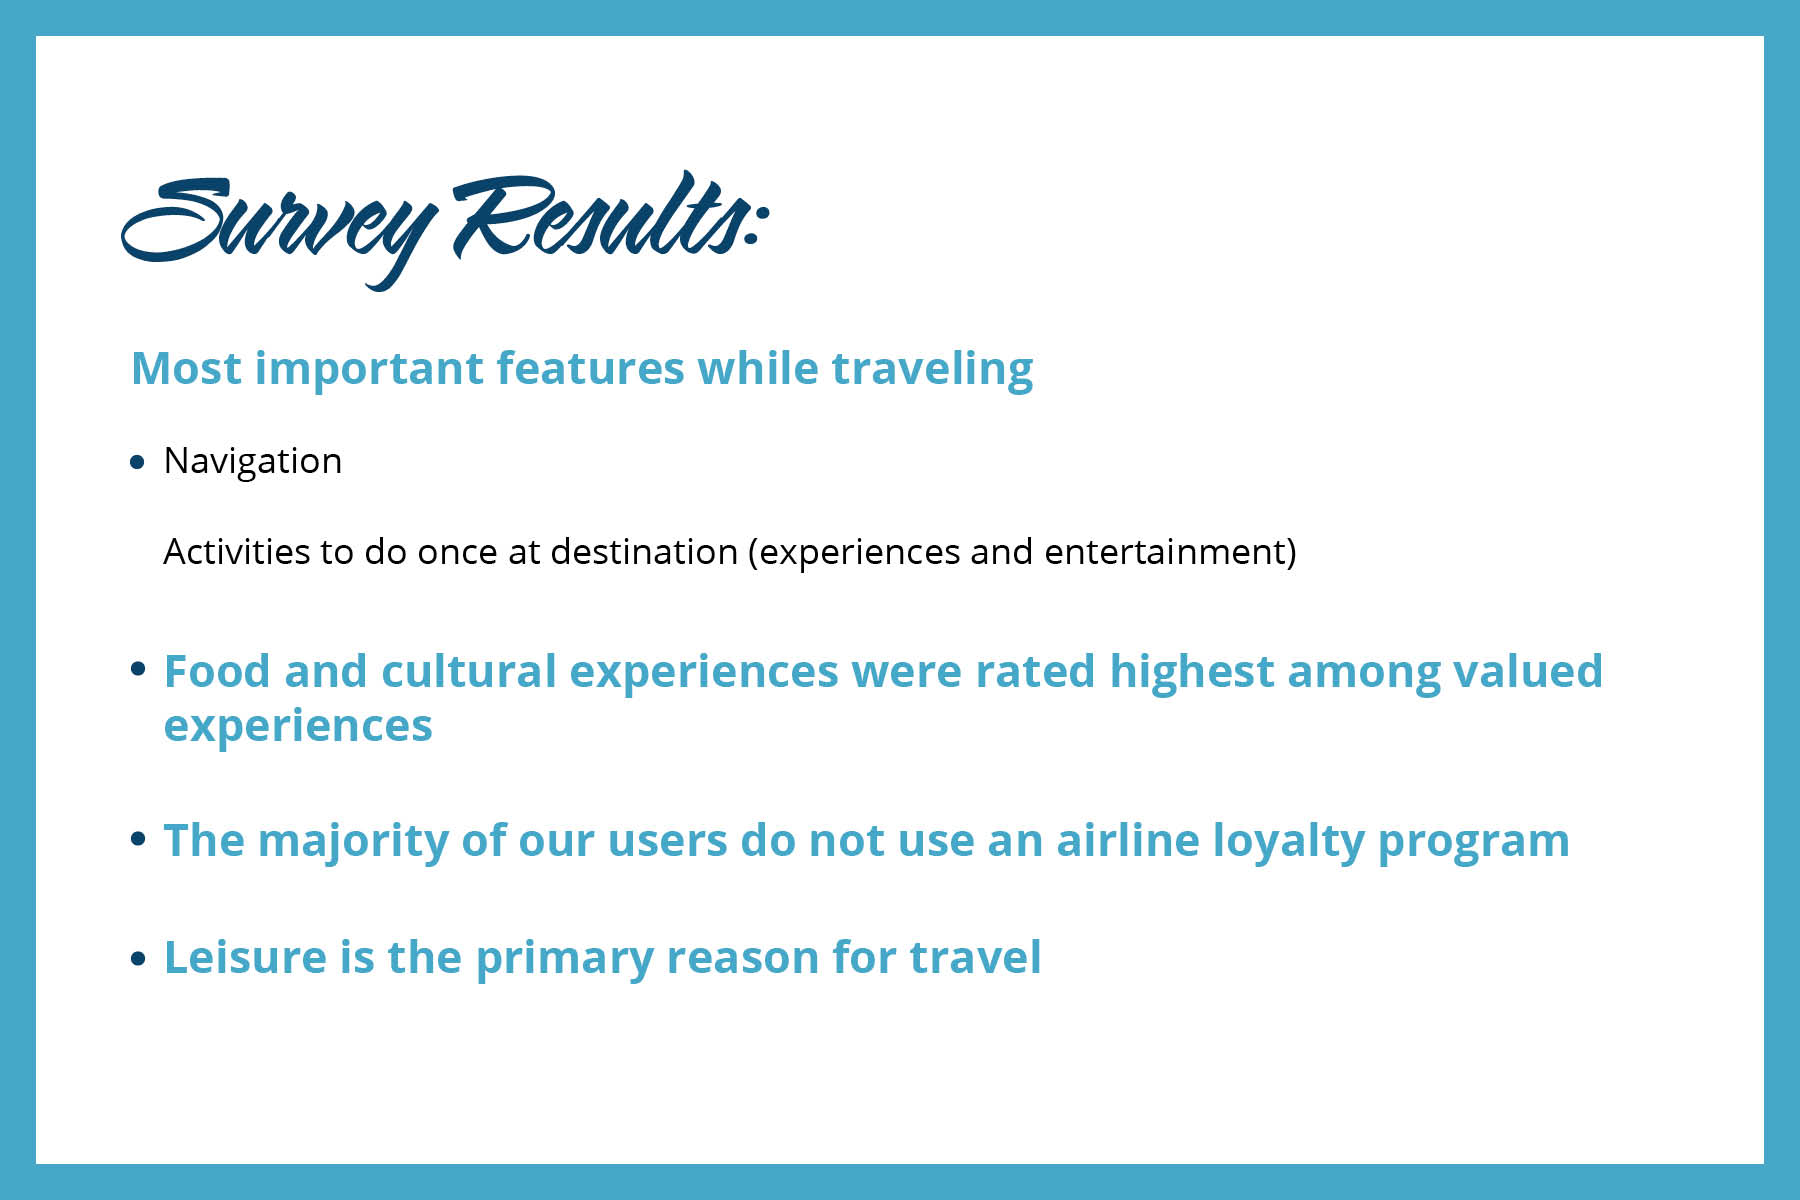 Survey Results:
Most important features while traveling
• Navigation
Activities to do once at destination (experiences and entertainment)
• Food and cultural experiences were rated highest among valued
experiences
• The majority of our users do not use an airline loyalty program
• Leisure is the primary reason for travel